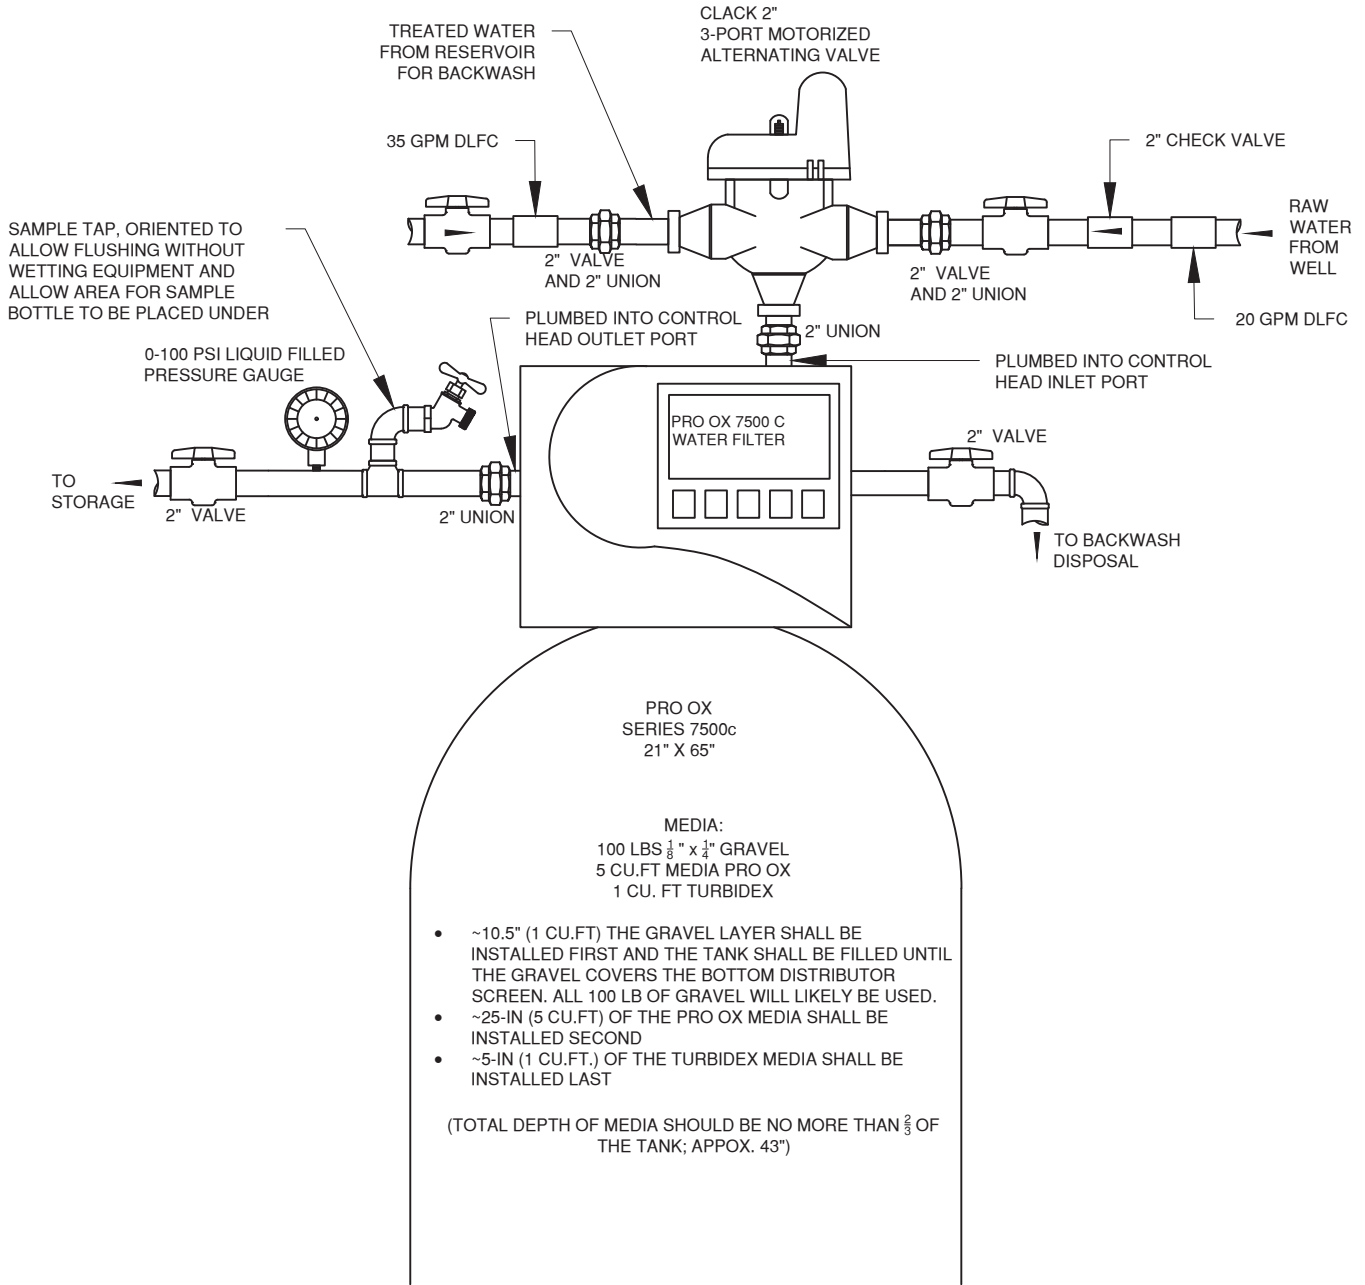 CLACK 2"
3-PORT MOTORIZED
ALTERNATING VALVE
TREATED WATER
FROM RESERVOIR
FOR BACKWASH
35 GPM DLFC
2" CHECK VALVE
SAMPLE TAP, ORIENTED TO
ALLOW FLUSHING WITHOUT
WETTING EQUIPMENT AND
ALLOW AREA FOR SAMPLE
BOTTLE TO BE PLACED UNDER
RAW
WATER
FROM
WELL
2" VALVE
AND 2" UNION
2" VALVE
AND 2" UNION
20 GPM DLFC
PLUMBED INTO CONTROL
HEAD OUTLET PORT
2" UNION
0-100 PSI LIQUID FILLED
PRESSURE GAUGE
PLUMBED INTO CONTROL
HEAD INLET PORT
PRO OX 7500 C
WATER FILTER
2" VALVE
TO
STORAGE
2" VALVE
2" UNION
TO BACKWASH
DISPOSAL
PRO OX
SERIES 7500c
21" X 65"
MEDIA:
100 LBS 1/8 " x 1/4" GRAVEL
5 CU.FT MEDIA PRO OX
1 CU. FT TURBIDEX
• ~10.5" (1 CU.FT) THE GRAVEL LAYER SHALL BE
INSTALLED FIRST AND THE TANK SHALL BE FILLED UNTIL
THE GRAVEL COVERS THE BOTTOM DISTRIBUTOR
SCREEN. ALL 100 LB OF GRAVEL WILL LIKELY BE USED.
• ~25-IN (5 CU.FT) OF THE PRO OX MEDIA SHALL BE
INSTALLED SECOND
• ~5-IN (1 CU.FT.) OF THE TURBIDEX MEDIA SHALL BE
INSTALLED LAST
(TOTAL DEPTH OF MEDIA SHOULD BE NO MORE THAN 2/3 OF
THE TANK; APPOX. 43")